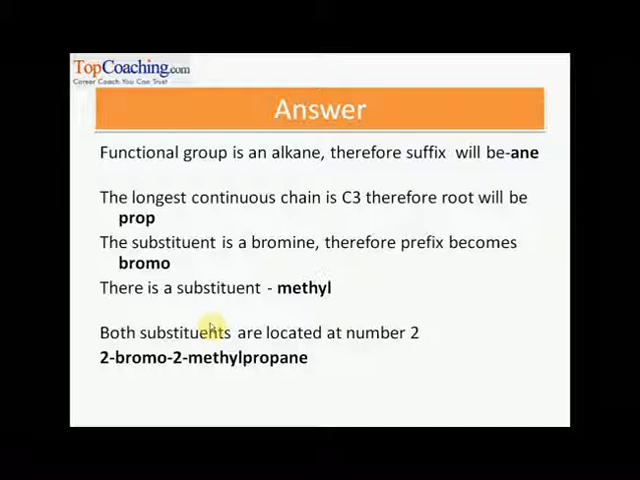 TopCoaching.com
Career Coach You Can Trust
Answer
Functional group is an alkane, therefore suffix will be-ane
The longest continuous chain is C3 therefore root will be
prop
The substituent is a bromine, therefore prefix becomes
bromo
There is a substituent - methyl
Both substituents are located at number 2
2-bromo-2-methylpropane